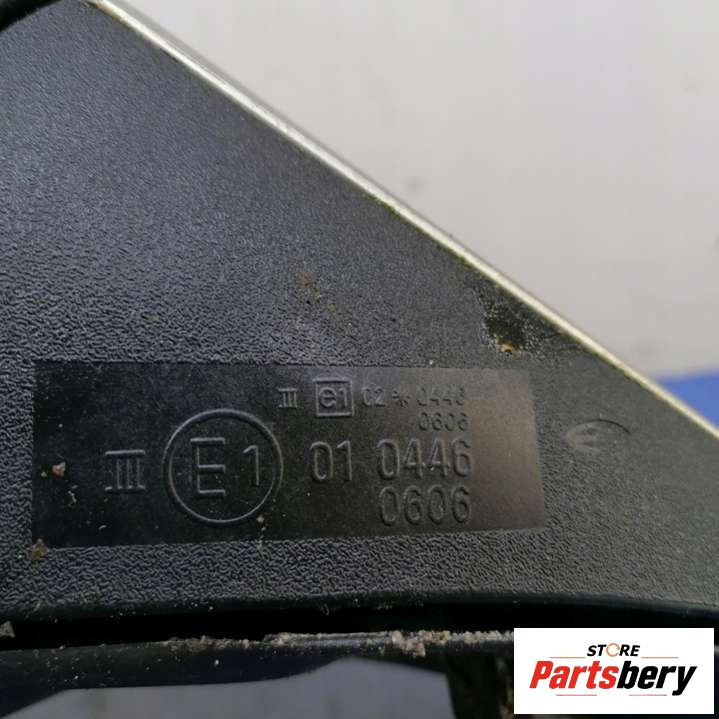 III e1 02*0446
0606
III E1 01 0446
0606
STORE
Partsbery